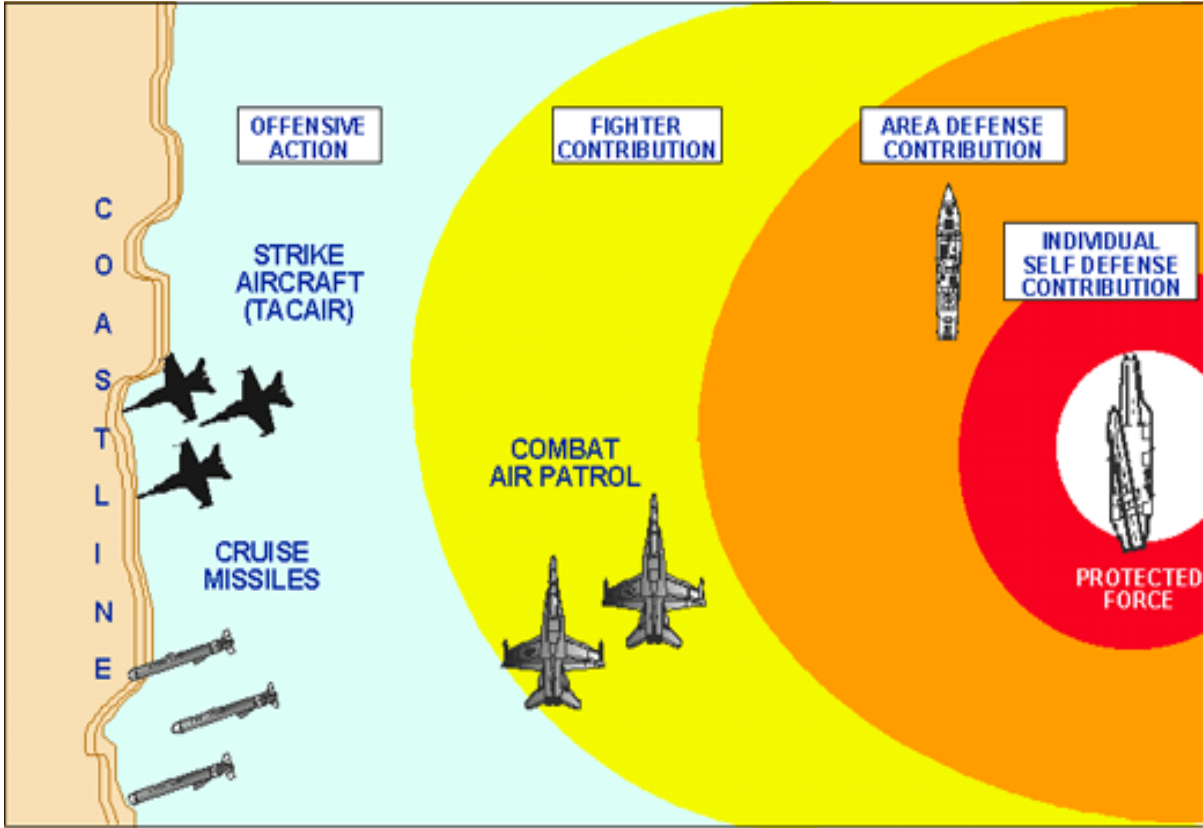 OFFENSIVE
ACTION
FIGHTER
CONTRIBUTION
AREA DEFENSE
CONTRIBUTION
INDIVIDUAL
SELF DEFENSE
CONTRIBUTION
COASTLINE
STRIKE
AIRCRAFT
(TACAIR)
COMBAT
AIR PATROL
CRUISE
MISSILES
PROTECTED
FORCE